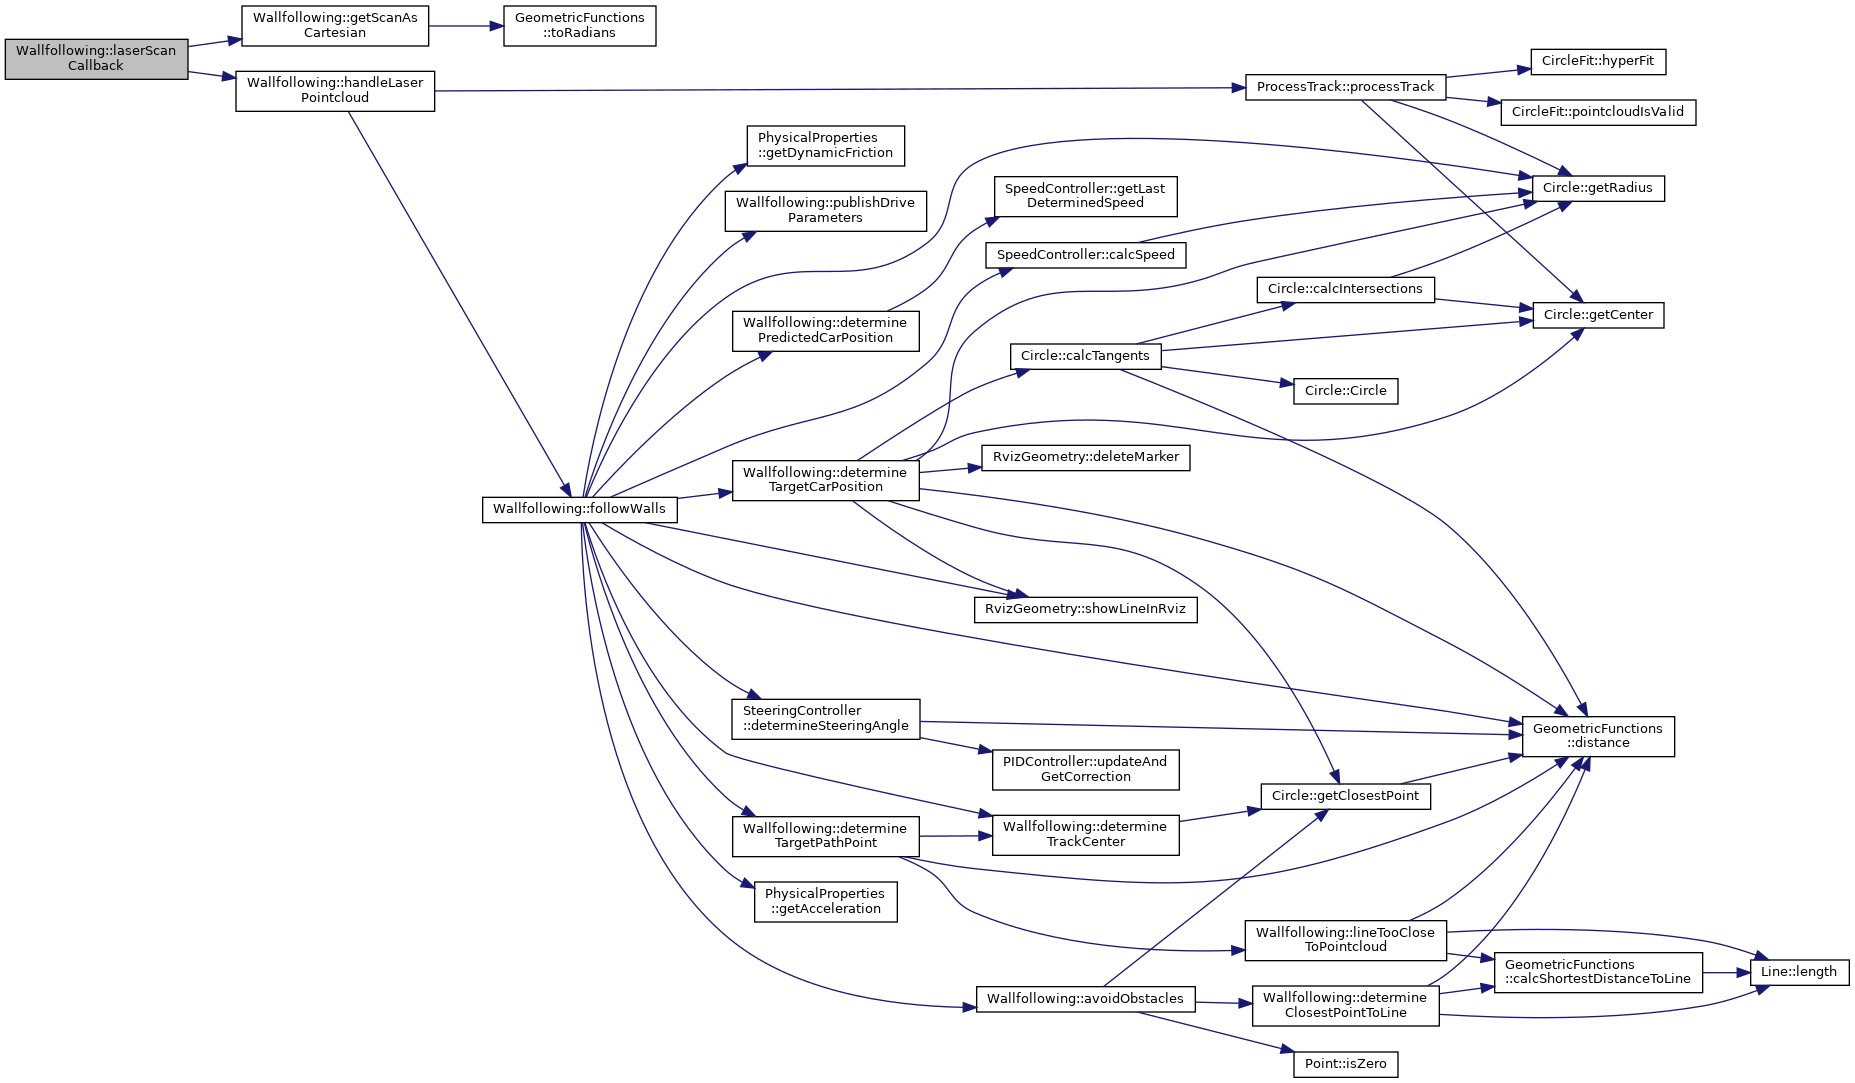 Wallfollowing::laserScan
Callback
Wallfollowing::getScanAs
Cartesian
GeometricFunctions
::toRadians
Wallfollowing::handleLaser
Pointcloud
ProcessTrack::processTrack
CircleFit::hyperFit
CircleFit::pointcloudIsValid
PhysicalProperties
::getDynamicFriction
Wallfollowing::publishDrive
Parameters
SpeedController::getLast
DeterminedSpeed
Circle::getRadius
SpeedController::calcSpeed
Circle::calcIntersections
Circle::getCenter
Wallfollowing::determine
PredictedCarPosition
Circle::calcTangents
Circle::Circle
RvizGeometry::deleteMarker
Wallfollowing::determine
TargetCarPosition
Wallfollowing::followWalls
RvizGeometry::showLineInRviz
SteeringController
::determineSteeringAngle
GeometricFunctions
::distance
PIDController::updateAnd
GetCorrection
Circle::getClosestPoint
Wallfollowing::determine
TargetPathPoint
Wallfollowing::determine
TrackCenter
PhysicalProperties
::getAcceleration
Wallfollowing::lineTooClose
ToPointcloud
GeometricFunctions
::calcShortestDistanceToLine
Line::length
Wallfollowing::avoidObstacles
Wallfollowing::determine
ClosestPointToLine
Point::isZero